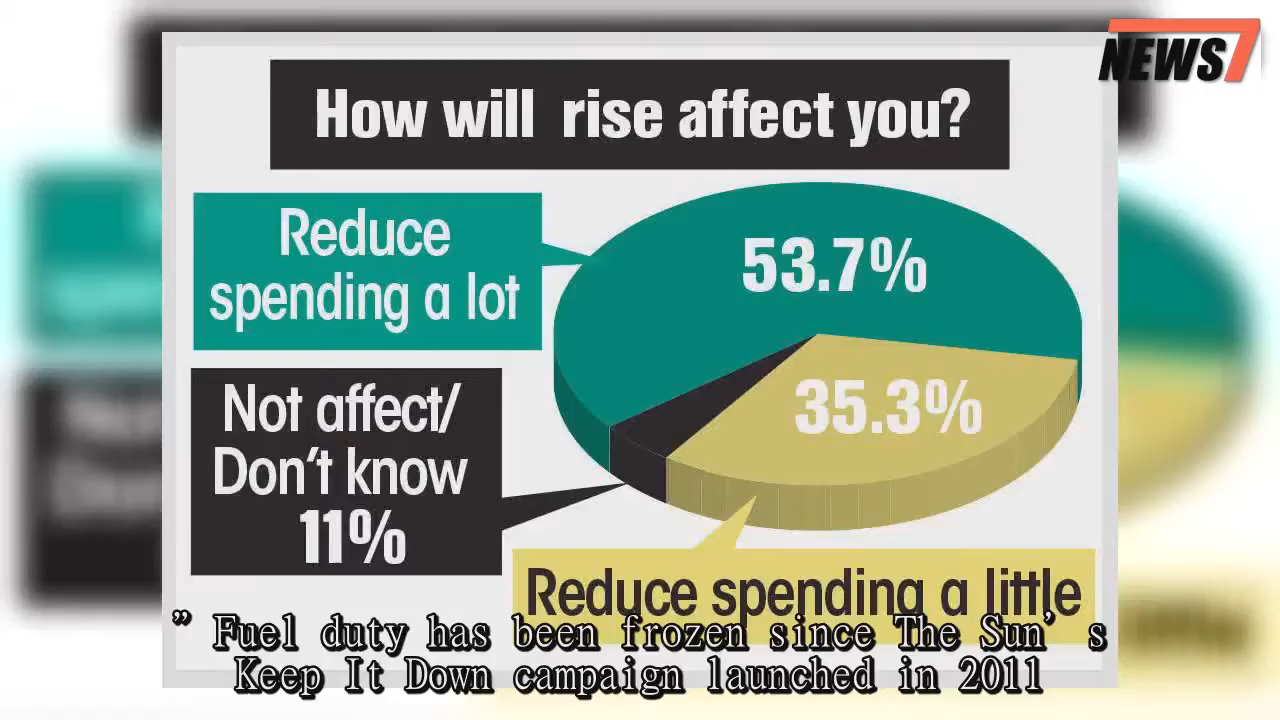 NEWS7
How will rise affect you?
Reduce
spending a lot
53.7%
Not affect/
Don't know
11%
35.3%
Reduce spending a little
" Fuel duty has been frozen since The Sun's
Keep It Down campaign launched in 2011